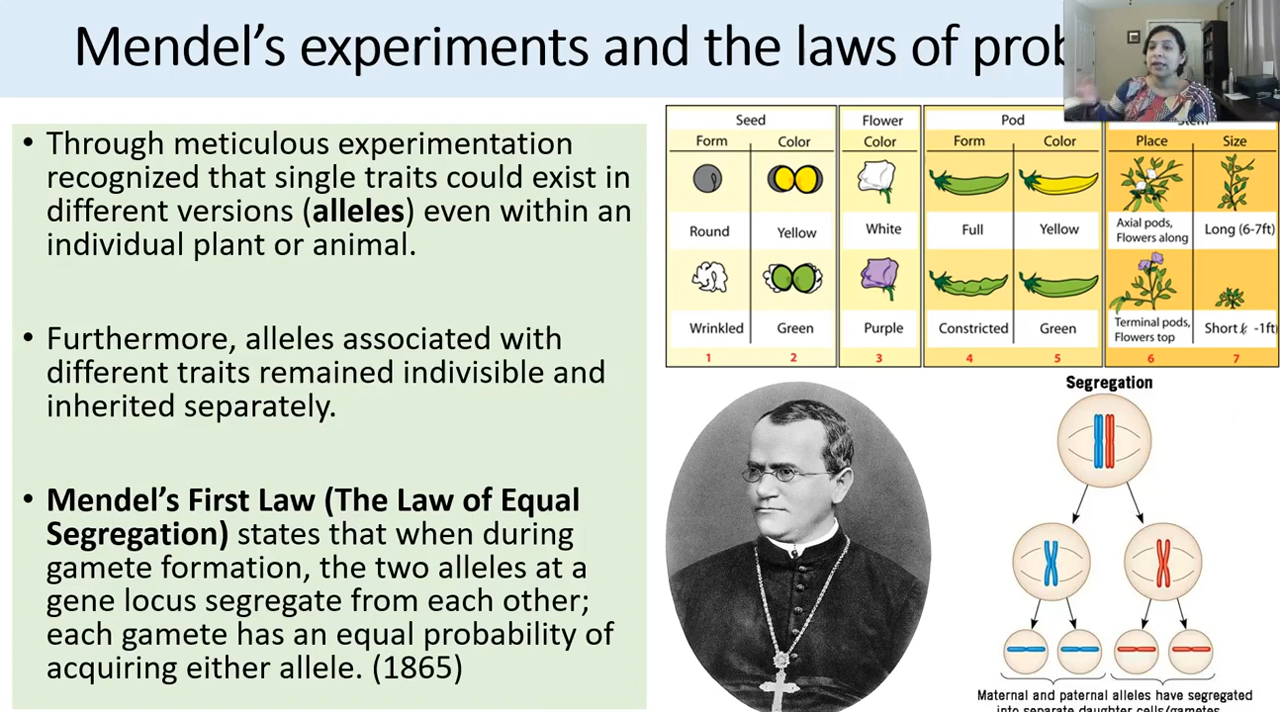 Mendel's experiments and the laws of
• Through meticulous experimentation
recognized that single traits could exist in
different versions (alleles) even within an
individual plant or animal.
• Furthermore, alleles associated with
different traits remained indivisible and
inherited separately.
• Mendel's First Law (The Law of Equal
Segregation) states that when during
gamete formation, the two alleles at a
gene locus segregate from each other;
each gamete has an equal probability of
acquiring either allele. (1865)
Seed Flower Pod
Form Color Color Form Color Place Size
Round Yellow White Full Yellow Axial pods, Long (6-7ft)
Flowers along
Wrinkled Green Purple Constricted Green Terminal pods, Short -1ft)
Flowers top
1 2 3 4 5 6 7
Segregation
Maternal and paternal alleles have segregated
into separate daughter cells/gametes